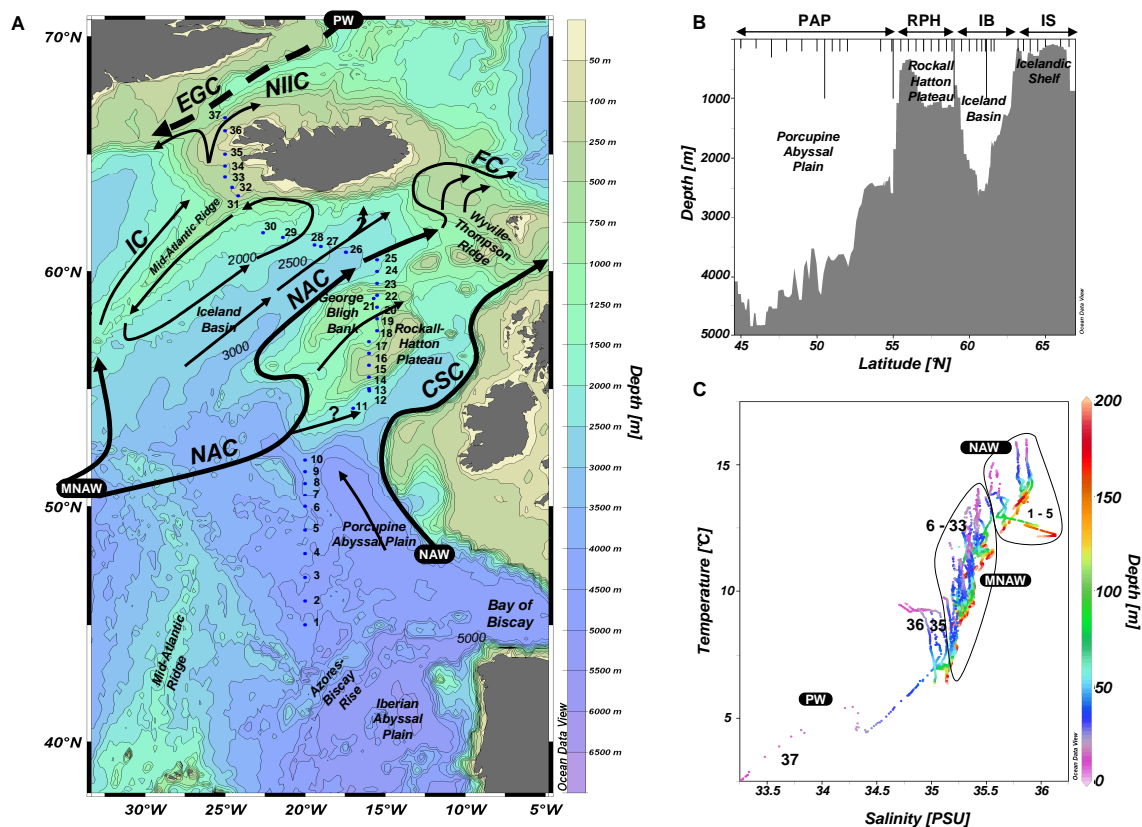 A
70°N
60°N
50°N
40°N
30°W
20°W
10°W
5°W
PW
EGC
NIIC
37
36
35
34
33
32
31
FC
IC
Mid-Atlantic Ridge
30
29
28
27
26
?
Wyville-
Thompson
Ridge
2000
2500
3000
NAC
25
24
23
22
21
20
19
18
17
16
15
14
13
12
11
Iceland
Basin
George
Bligh
Bank
Rockall-
Hatton
Plateau
CSC
?
NAC
MNAW
10
9
8
7
6
5
4
3
2
1
Porcupine
Abyssal Plain
NAW
Bay of
Biscay
5000
Mid-Atlantic
Ridge
Azores-
Biscay
Rise
Iberian
Abyssal
Plain
Ocean Data View
50 m
100 m
250 m
500 m
750 m
1000 m
1250 m
1500 m
2000 m
2500 m
3000 m
3500 m
4000 m
4500 m
5000 m
5500 m
6000 m
6500 m
Depth [m]
B
PAP
RPH
IB
IS
Rockall
Hatton
Plateau
Icelandic
Shelf
Iceland
Basin
Porcupine
Abyssal
Plain
1000
2000
3000
4000
5000
Depth [m]
45
50
55
60
65
Latitude [°N]
Ocean Data View
C
15
10
5
Temperature [°C]
33.5
34
34.5
35
35.5
36
Salinity [PSU]
NAW
1 - 5
6 - 33
MNAW
36
35
PW
37
Ocean Data View
200
150
100
50
0
Depth [m]